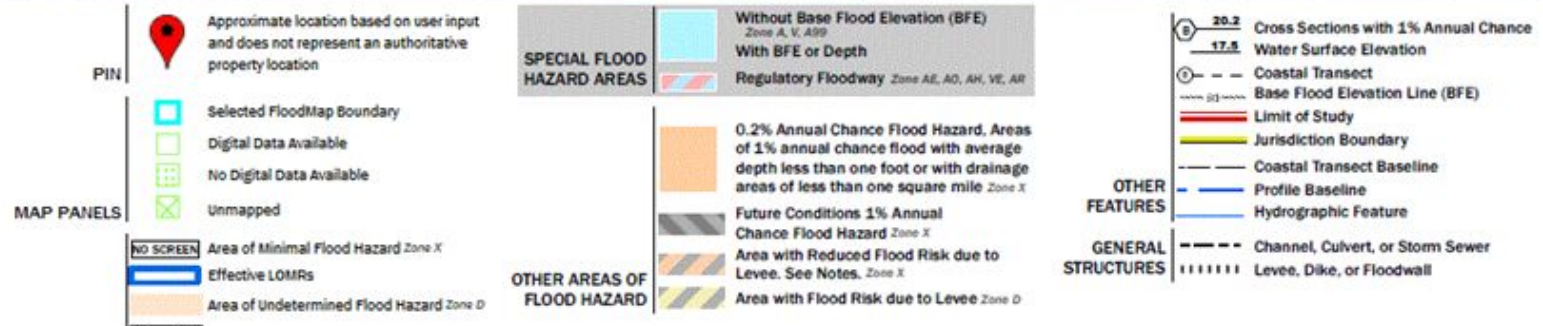 PIN
Approximate location based on user input
and does not represent an authoritative
property location
MAP PANELS
Selected FloodMap Boundary
Digital Data Available
No Digital Data Available
Unmapped
NO SCREEN Area of Minimal Flood Hazard Zone X
Effective LOMRs
Area of Undetermined Flood Hazard Zone D
SPECIAL FLOOD
HAZARD AREAS
Without Base Flood Elevation (BFE)
Zone A, V, A99
With BFE or Depth
Regulatory Floodway Zone AE, AO, AH, VE, AR
OTHER AREAS OF
FLOOD HAZARD
0.2% Annual Chance Flood Hazard, Areas
of 1% annual chance flood with average
depth less than one foot or with drainage
areas of less than one square mile Zone X
Future Conditions 1% Annual
Chance Flood Hazard Zone X
Area with Reduced Flood Risk due to
Levee. See Notes. Zone X
Area with Flood Risk due to Levee Zone D
OTHER
FEATURES
B 20.2 Cross Sections with 1% Annual Chance
17.5 Water Surface Elevation
Coastal Transect
Base Flood Elevation Line (BFE)
Limit of Study
Jurisdiction Boundary
Coastal Transect Baseline
Profile Baseline
Hydrographic Feature
GENERAL
STRUCTURES
Channel, Culvert, or Storm Sewer
Levee, Dike, or Floodwall